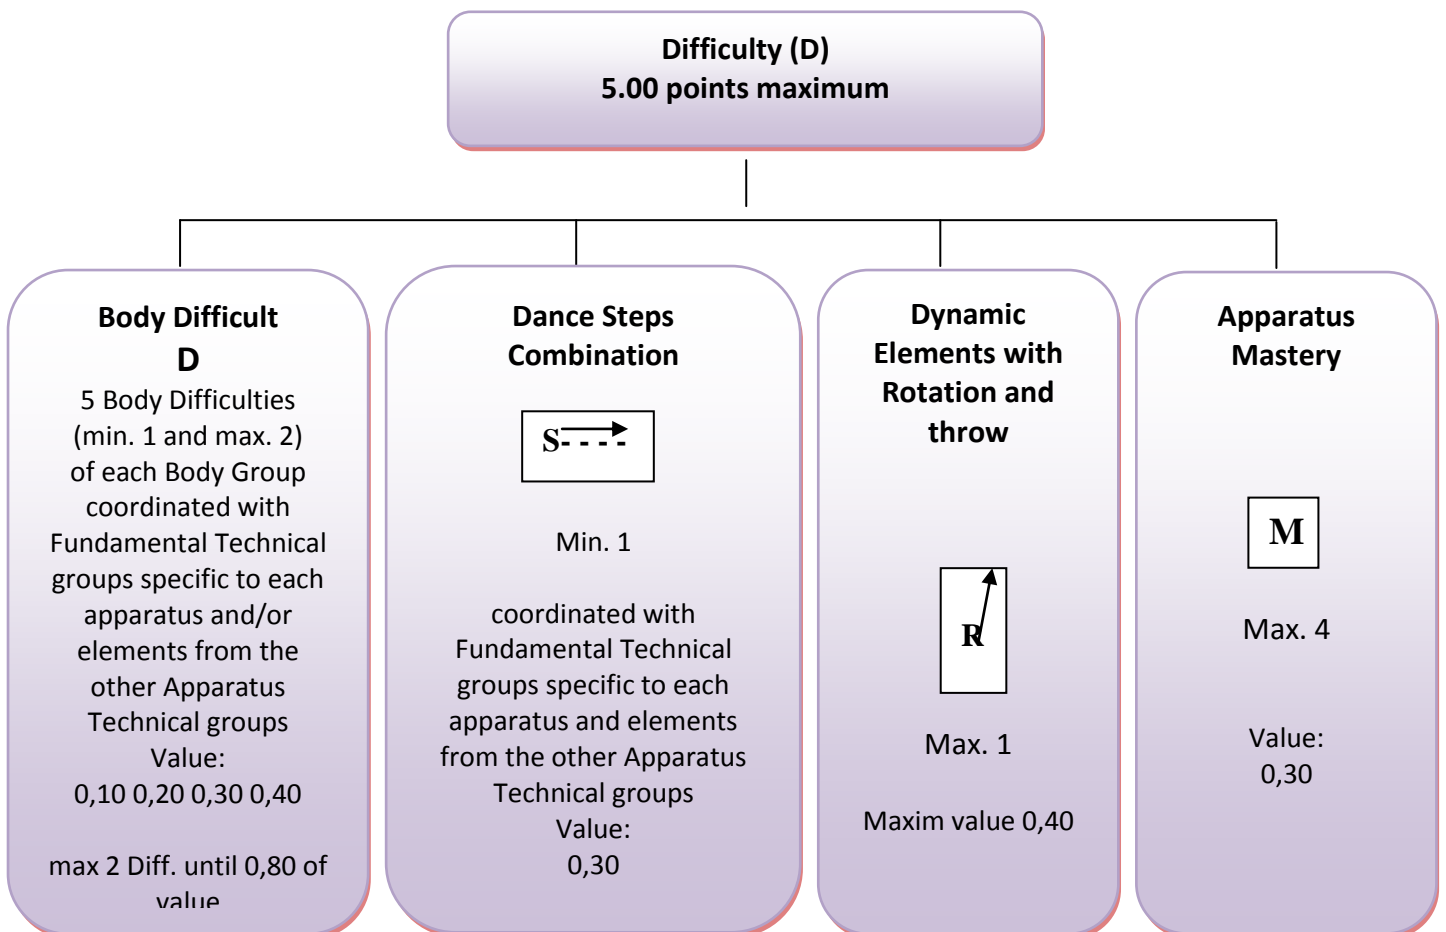 Difficulty (D)
5.00 points maximum
Body Difficult
D
5 Body Difficulties
(min. 1 and max. 2)
of each Body Group
coordinated with
Fundamental Technical
groups specific to each
apparatus and/or
elements from the
other Apparatus
Technical groups
Value:
0,10 0,20 0,30 0,40
max 2 Diff. until 0,80 of
value
Dance Steps
Combination
S- - - -
Min. 1
coordinated with
Fundamental Technical
groups specific to each
apparatus and elements
from the other Apparatus
Technical groups
Value:
0,30
Dynamic
Elements with
Rotation and
throw
R
Max. 1
Maxim value 0,40
Apparatus
Mastery
M
Max. 4
Value:
0,30